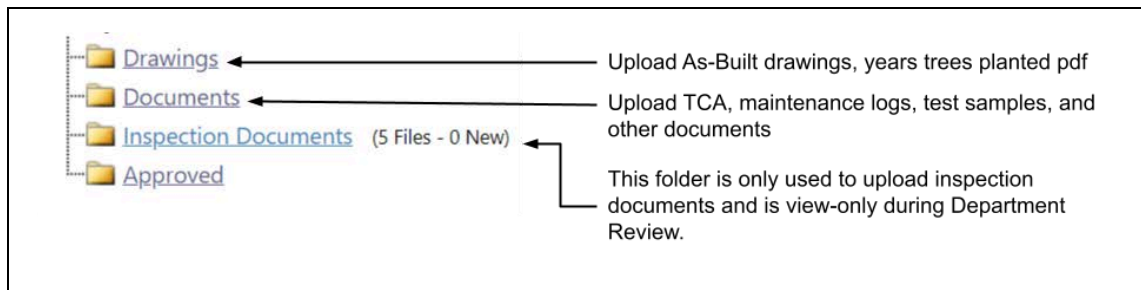 Drawings
Upload As-Built drawings, years trees planted pdf
Documents
Upload TCA, maintenance logs, test samples, and
other documents
Inspection Documents (5 Files - 0 New)
Approved
This folder is only used to upload inspection
documents and is view-only during Department
Review.